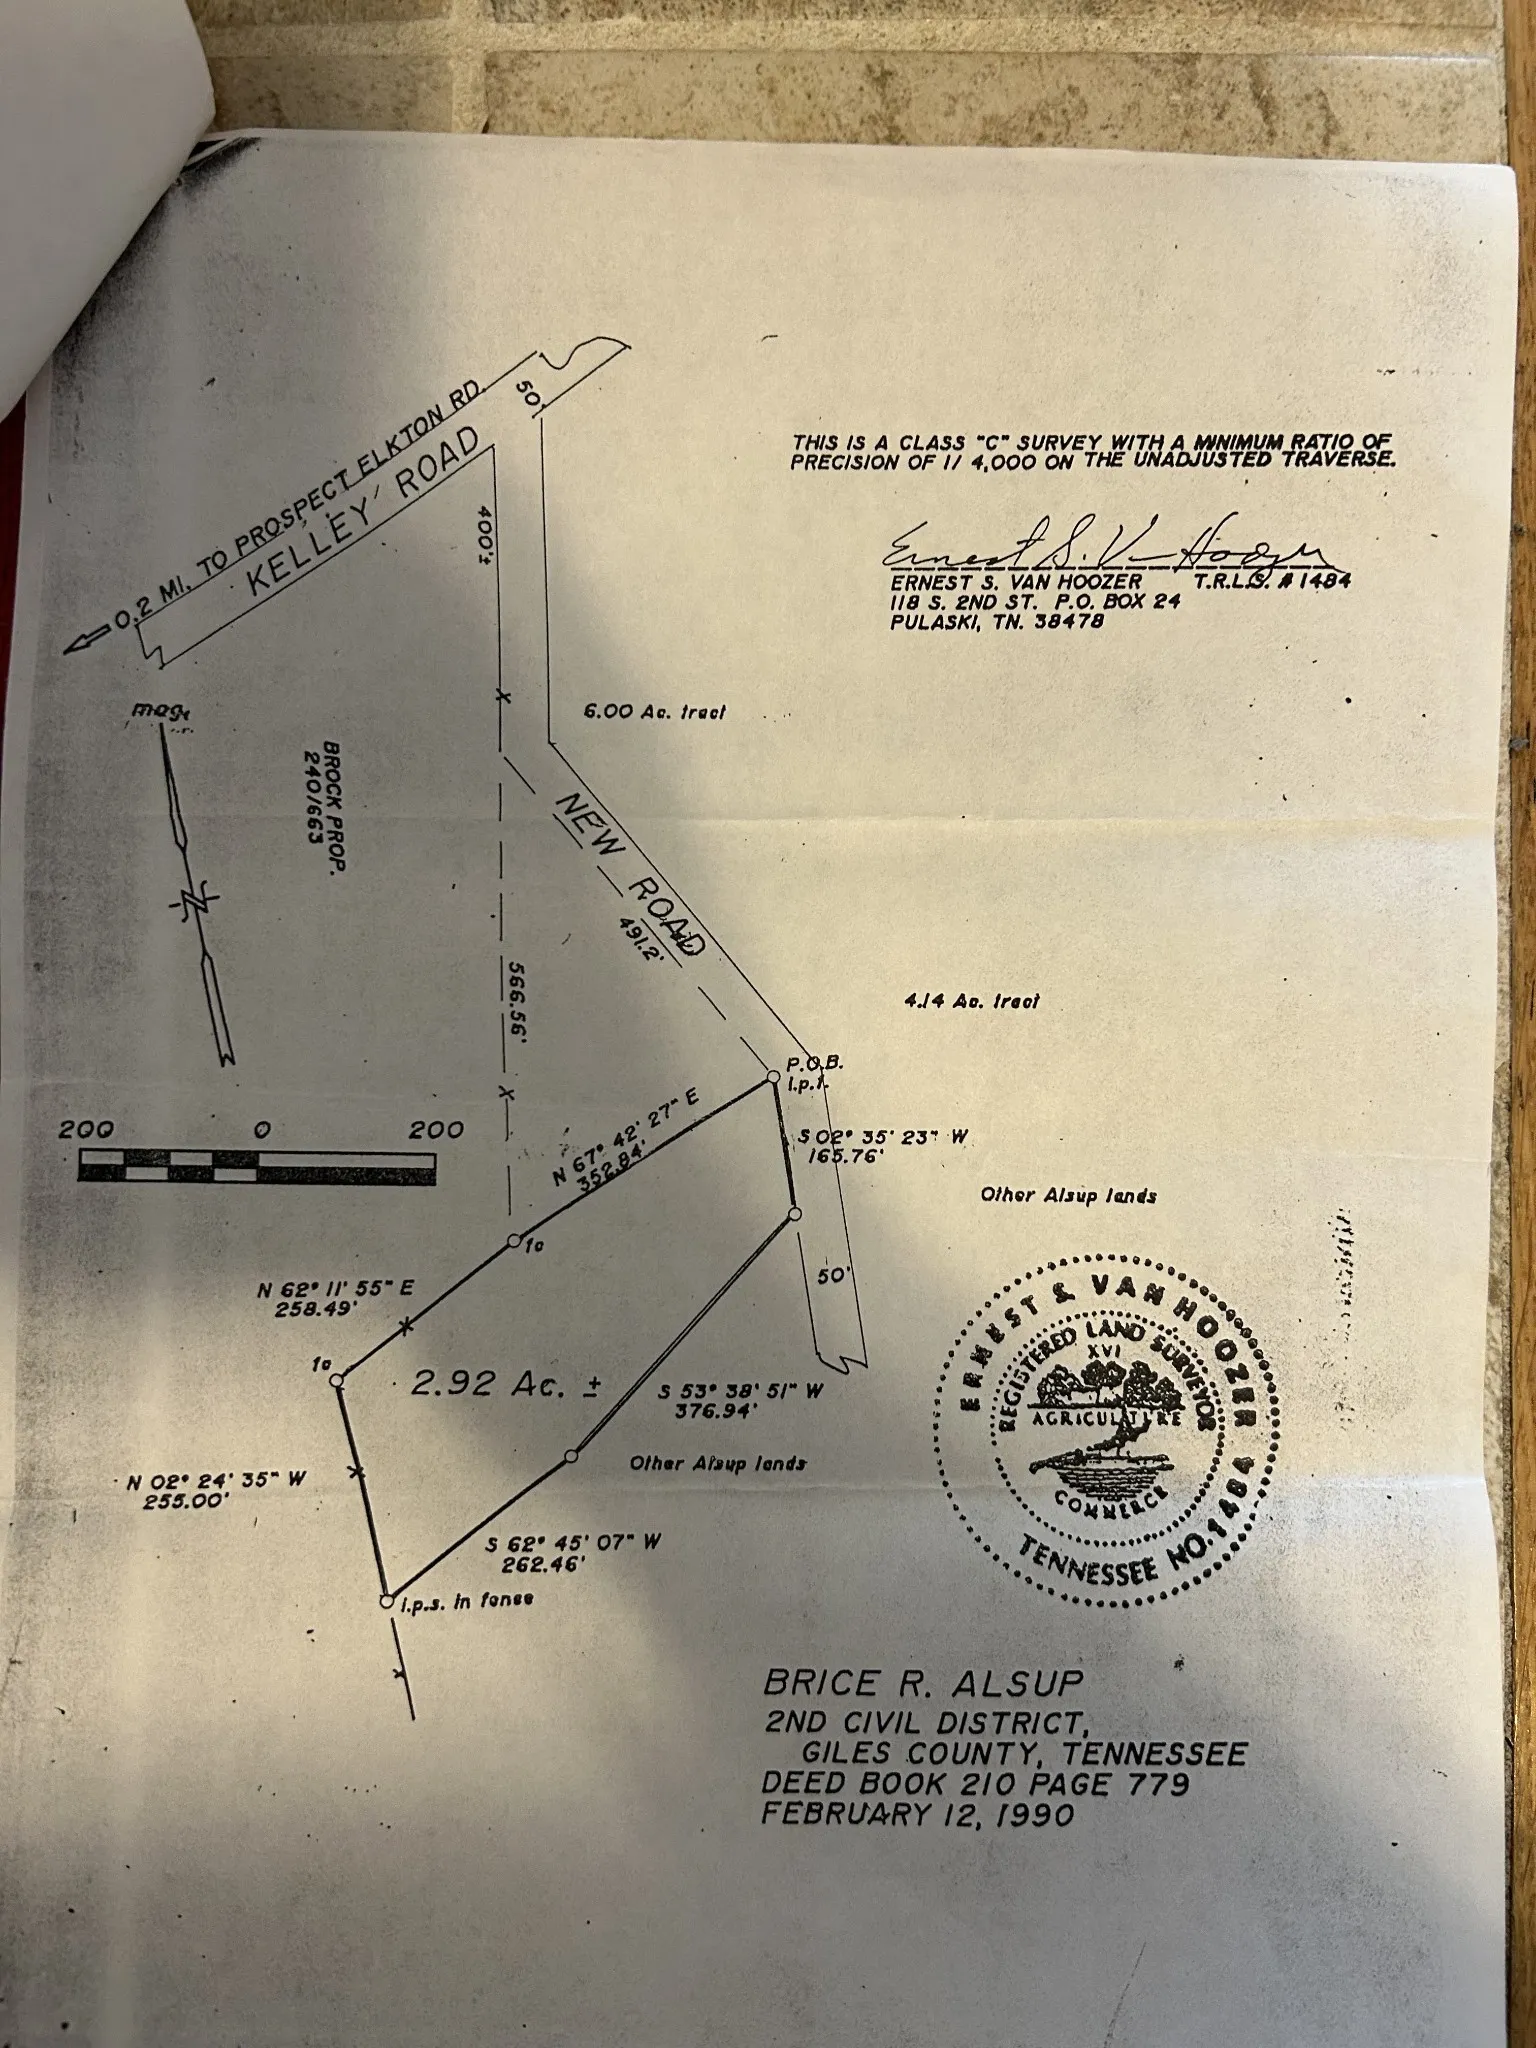 50'
0.2 MI. TO PROSPECT ELKTON RD.
KELLEY ROAD
400'±
THIS IS A CLASS "C" SURVEY WITH A MINIMUM RATIO OF
PRECISION OF 1/ 4,000 ON THE UNADJUSTED TRAVERSE.
Ernest S. Van Hoozer
ERNEST S. VAN HOOZER T.R.L.S. # 1484
118 S. 2ND ST. P.O. BOX 24
PULASKI, TN. 38478
mag.
6.00 Ac. tract
BROCK PROP.
240/663
NEW ROAD
491.2'
566.56'
4.14 Ac. tract
P.O.B.
i.p.f.
200 0 200
N 67° 42' 27" E
352.84'
S 02° 35' 23" W
165.76'
Other Alsup lands
fo
50'
N 62° 11' 55" E
258.49'
fo
2.92 Ac. ±
S 53° 38' 51" W
376.94'
Other Alsup lands
N 02° 24' 35" W
255.00'
S 62° 45' 07" W
262.46'
i.p.s. in fence
ERNEST S. VAN HOOZER
REGISTERED LAND SURVEYOR
XVI
AGRICULTURE
COMMERCE
TENNESSEE NO. 1484
BRICE R. ALSUP
2ND CIVIL DISTRICT,
GILES COUNTY, TENNESSEE
DEED BOOK 210 PAGE 779
FEBRUARY 12, 1990